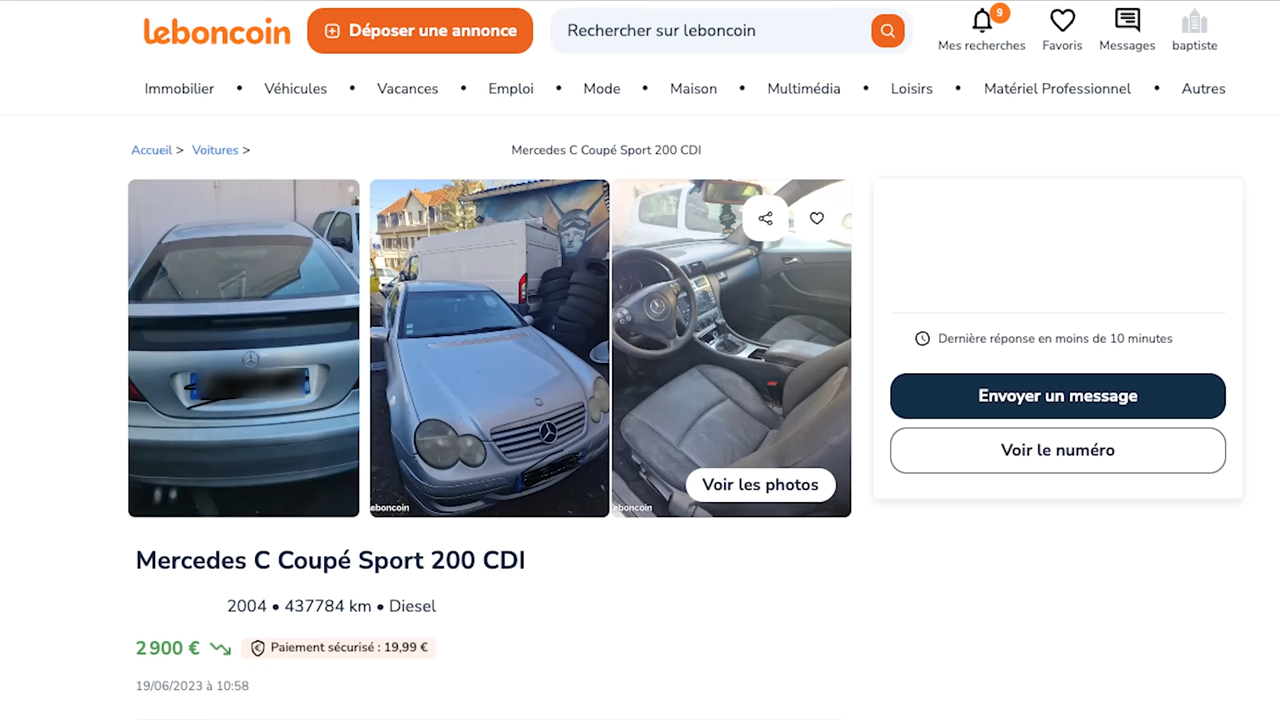 leboncoin
Déposer une annonce
Rechercher sur leboncoin
9
Mes recherches
Favoris
Messages
baptiste
Immobilier • Véhicules • Vacances • Emploi • Mode • Maison • Multimédia • Loisirs • Matériel Professionnel • Autres
Accueil > Voitures > Mercedes C Coupé Sport 200 CDI
eboncoin
eboncoin
Voir les photos
Dernière réponse en moins de 10 minutes
Envoyer un message
Voir le numéro
Mercedes C Coupé Sport 200 CDI
2004 • 437784 km • Diesel
2 900 € Paiement sécurisé : 19,99 €
19/06/2023 à 10:58